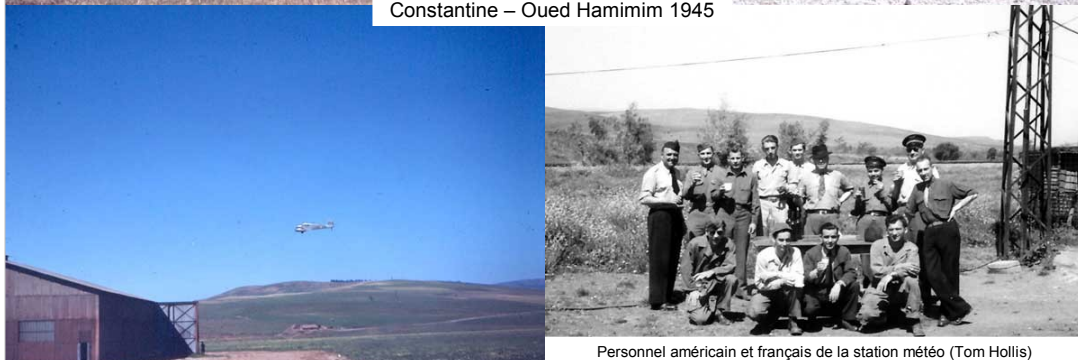 Constantine – Oued Hamimim 1945
Personnel américain et français de la station météo (Tom Hollis)